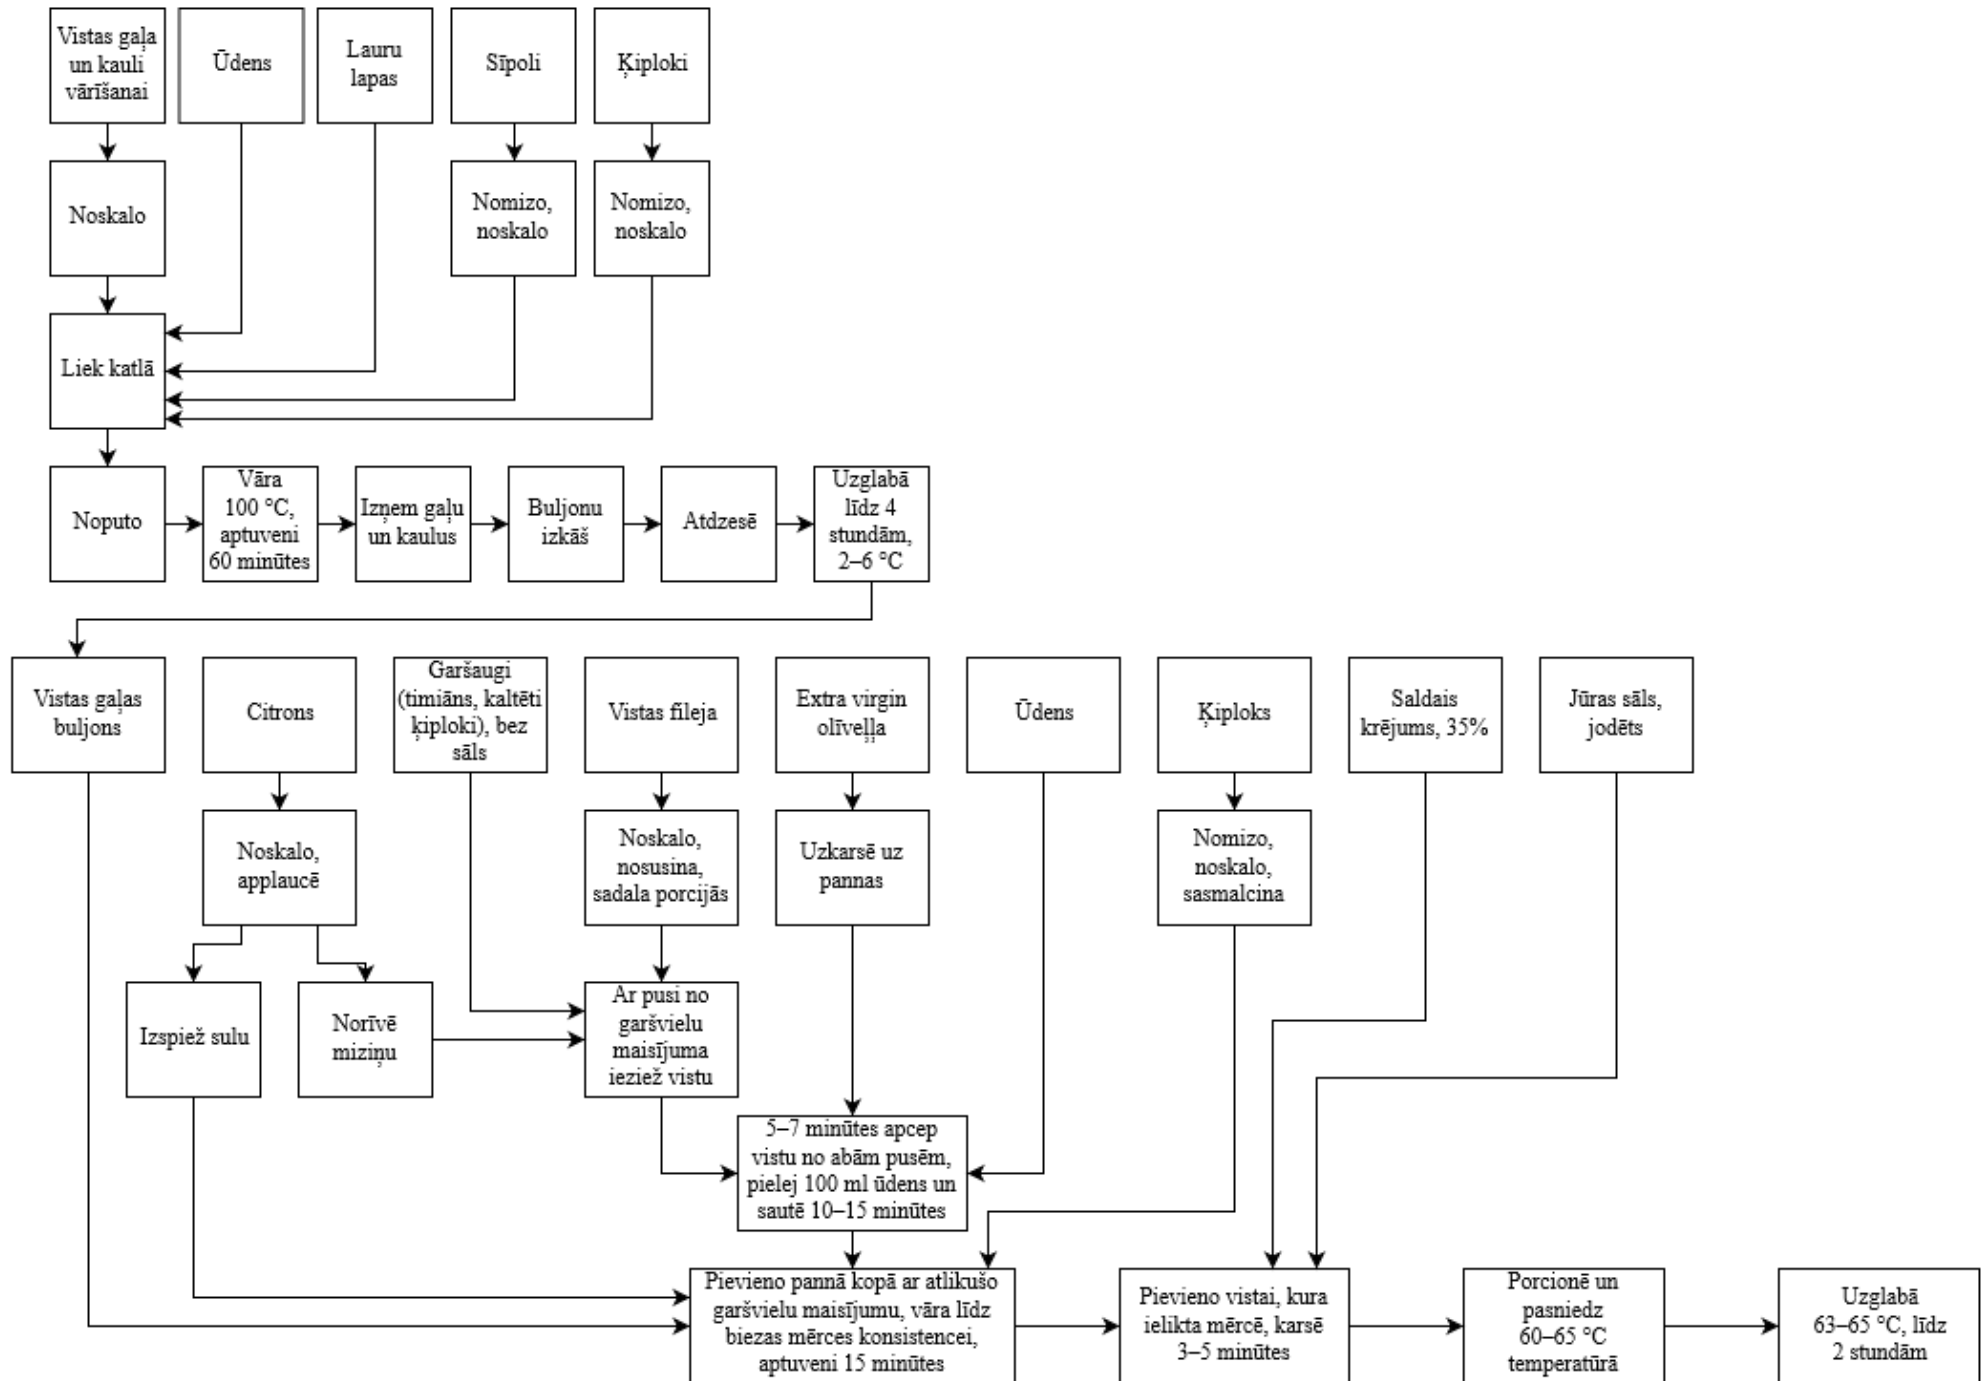 Vistas gaļa
un kauli
vārīšanai
Ūdens
Lauru
lapas
Sīpoli
Ķiploki
Noskalo
Nomizo,
noskalo
Nomizo,
noskalo
Liek katlā
Noputo
Vāra
100 °C,
aptuveni
60 minūtes
Izņem gaļu
un kaulus
Buljonu
izkāš
Atdzesē
Uzglabā
līdz 4
stundām,
2–6 °C
Vistas gaļas
buljons
Citrons
Garšaugi
(timiāns, kaltēti
ķiploki), bez
sāls
Vistas fileja
Extra virgin
olīveļļa
Ūdens
Ķiploks
Saldais
krējums, 35%
Jūras sāls,
jodēts
Noskalo,
applaucē
Noskalo,
nosusina,
sadala porcijās
Uzkarsē uz
pannas
Nomizo,
noskalo,
sasmalcina
Izspiež sulu
Norīvē
miziņu
Ar pusi no
garšvielu
maisījuma
ieziež vistu
5–7 minūtes apcep
vistu no abām pusēm,
pielej 100 ml ūdens un
sautē 10–15 minūtes
Pievieno pannā kopā ar atlikušo
garšvielu maisījumu, vāra līdz
biezas mērces konsistencei,
aptuveni 15 minūtes
Pievieno vistai, kura
ielikta mērcē, karsē
3–5 minūtes
Porcionē un
pasniedz
60–65 °C
temperatūrā
Uzglabā
63–65 °C, līdz
2 stundām